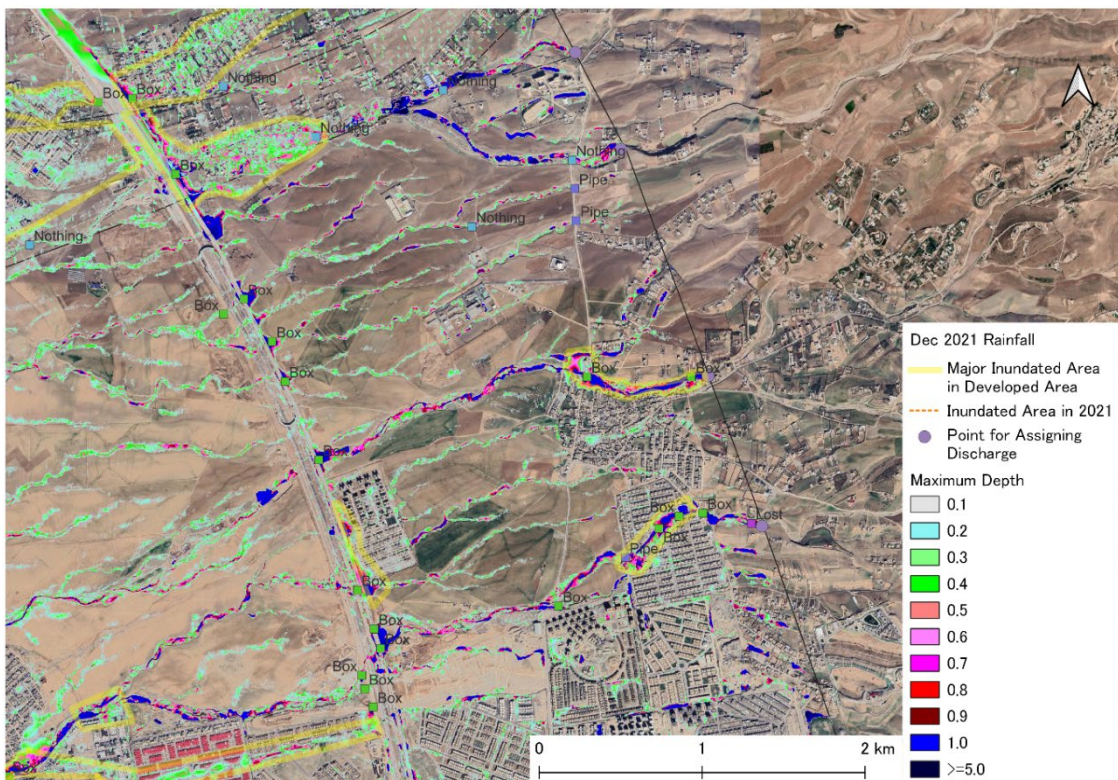 Nothing
Nothing
Box
Box
Nothing
Nothing
Box
Pipe
Pipe
Nothing
Nothing
Box
Box
Box
Box
Box
Box
Box
Box
Box
Box
Lost
Box
Pipe
Box
Box
Box
Box
Box
Box
Dec 2021 Rainfall
Major Inundated Area
in Developed Area
Inundated Area in 2021
Point for Assigning
Discharge
Maximum Depth
0.1
0.2
0.3
0.4
0.5
0.6
0.7
0.8
0.9
1.0
>=5.0
0 1 2 km